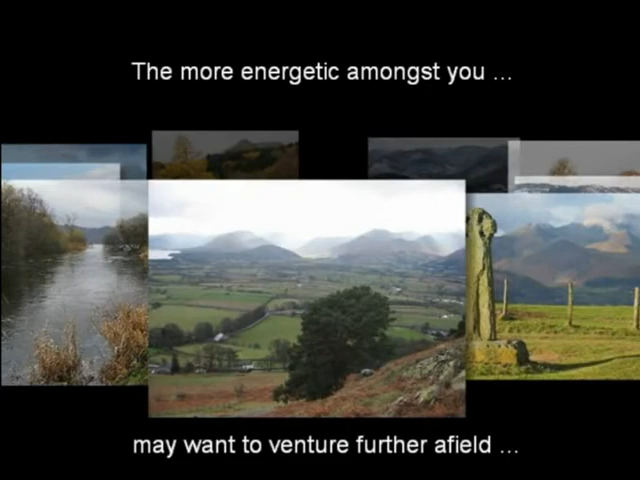 The more energetic amongst you ...
may want to venture further afield ...